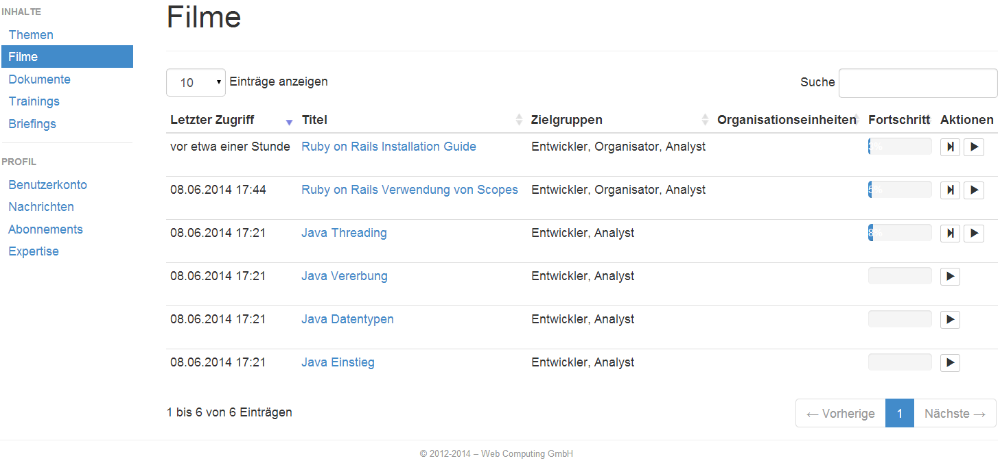 INHALTE
Themen
Filme
Dokumente
Trainings
Briefings
PROFIL
Benutzerkonto
Nachrichten
Abonnements
Expertise
Filme
10 Einträge anzeigen Suche
Letzter Zugriff Titel Zielgruppen Organisationseinheiten Fortschritt Aktionen
vor etwa einer Stunde Ruby on Rails Installation Guide Entwickler, Organisator, Analyst
08.06.2014 17:44 Ruby on Rails Verwendung von Scopes Entwickler, Organisator, Analyst 5%
08.06.2014 17:21 Java Threading Entwickler, Analyst 8%
08.06.2014 17:21 Java Vererbung Entwickler, Analyst
08.06.2014 17:21 Java Datentypen Entwickler, Analyst
08.06.2014 17:21 Java Einstieg Entwickler, Analyst
1 bis 6 von 6 Einträgen ← Vorherige 1 Nächste →
© 2012-2014 – Web Computing GmbH